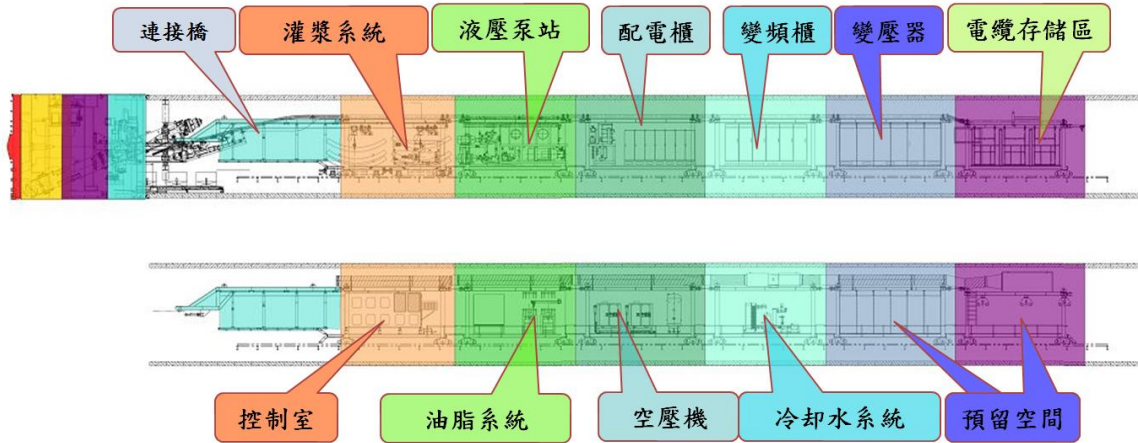 連接橋
灌漿系統
液壓泵站
配電櫃
變頻櫃
變壓器
電纜存儲區
控制室
油脂系統
空壓機
冷却水系統
預留空間